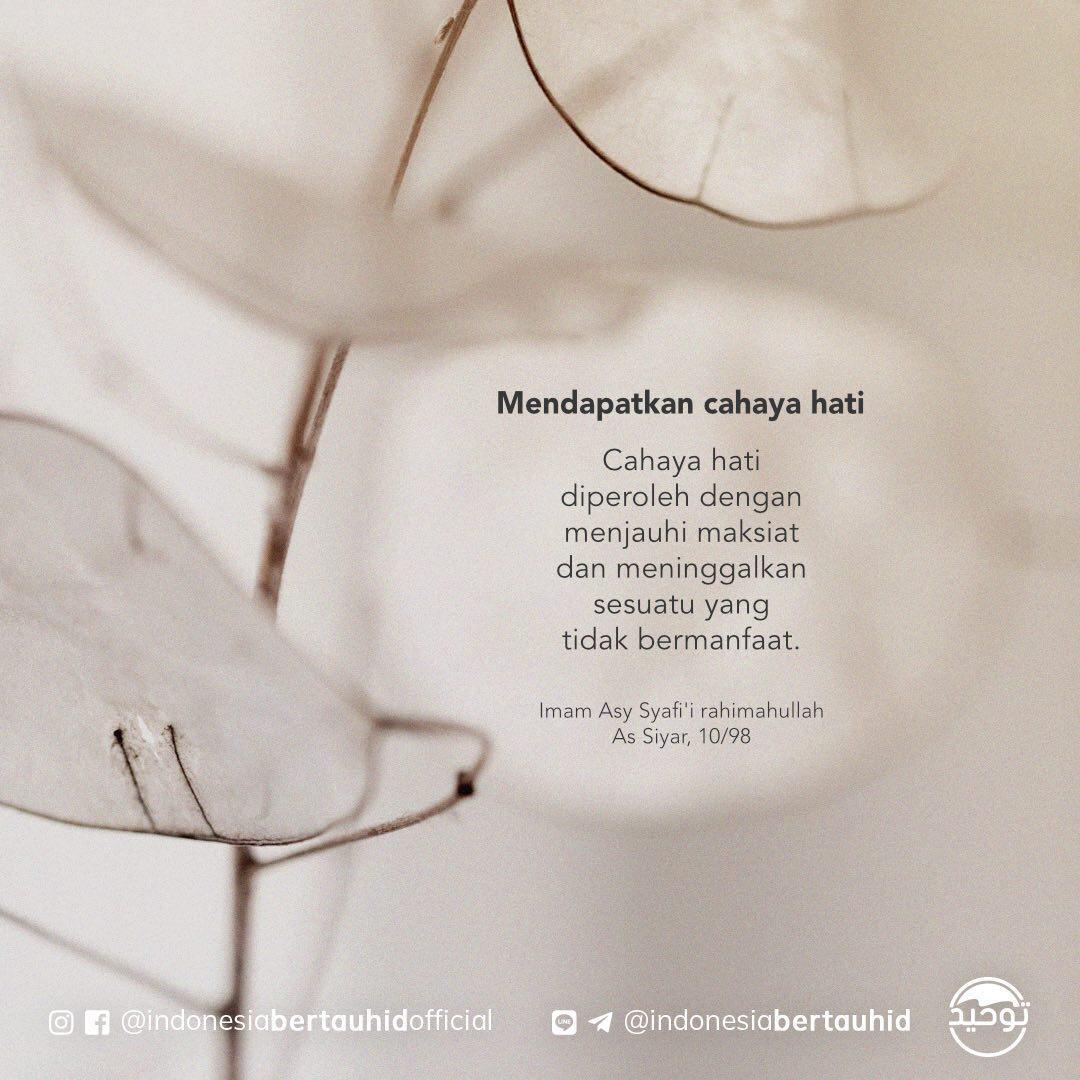 Mendapatkan cahaya hati
Cahaya hati
diperoleh dengan
menjauhi maksiat
dan meninggalkan
sesuatu yang
tidak bermanfaat.
Imam Asy Syafi'i rahimahullah
As Siyar, 10/98
@indonesiabertauhidofficial
LINE @indonesiabertauhid
توحيد